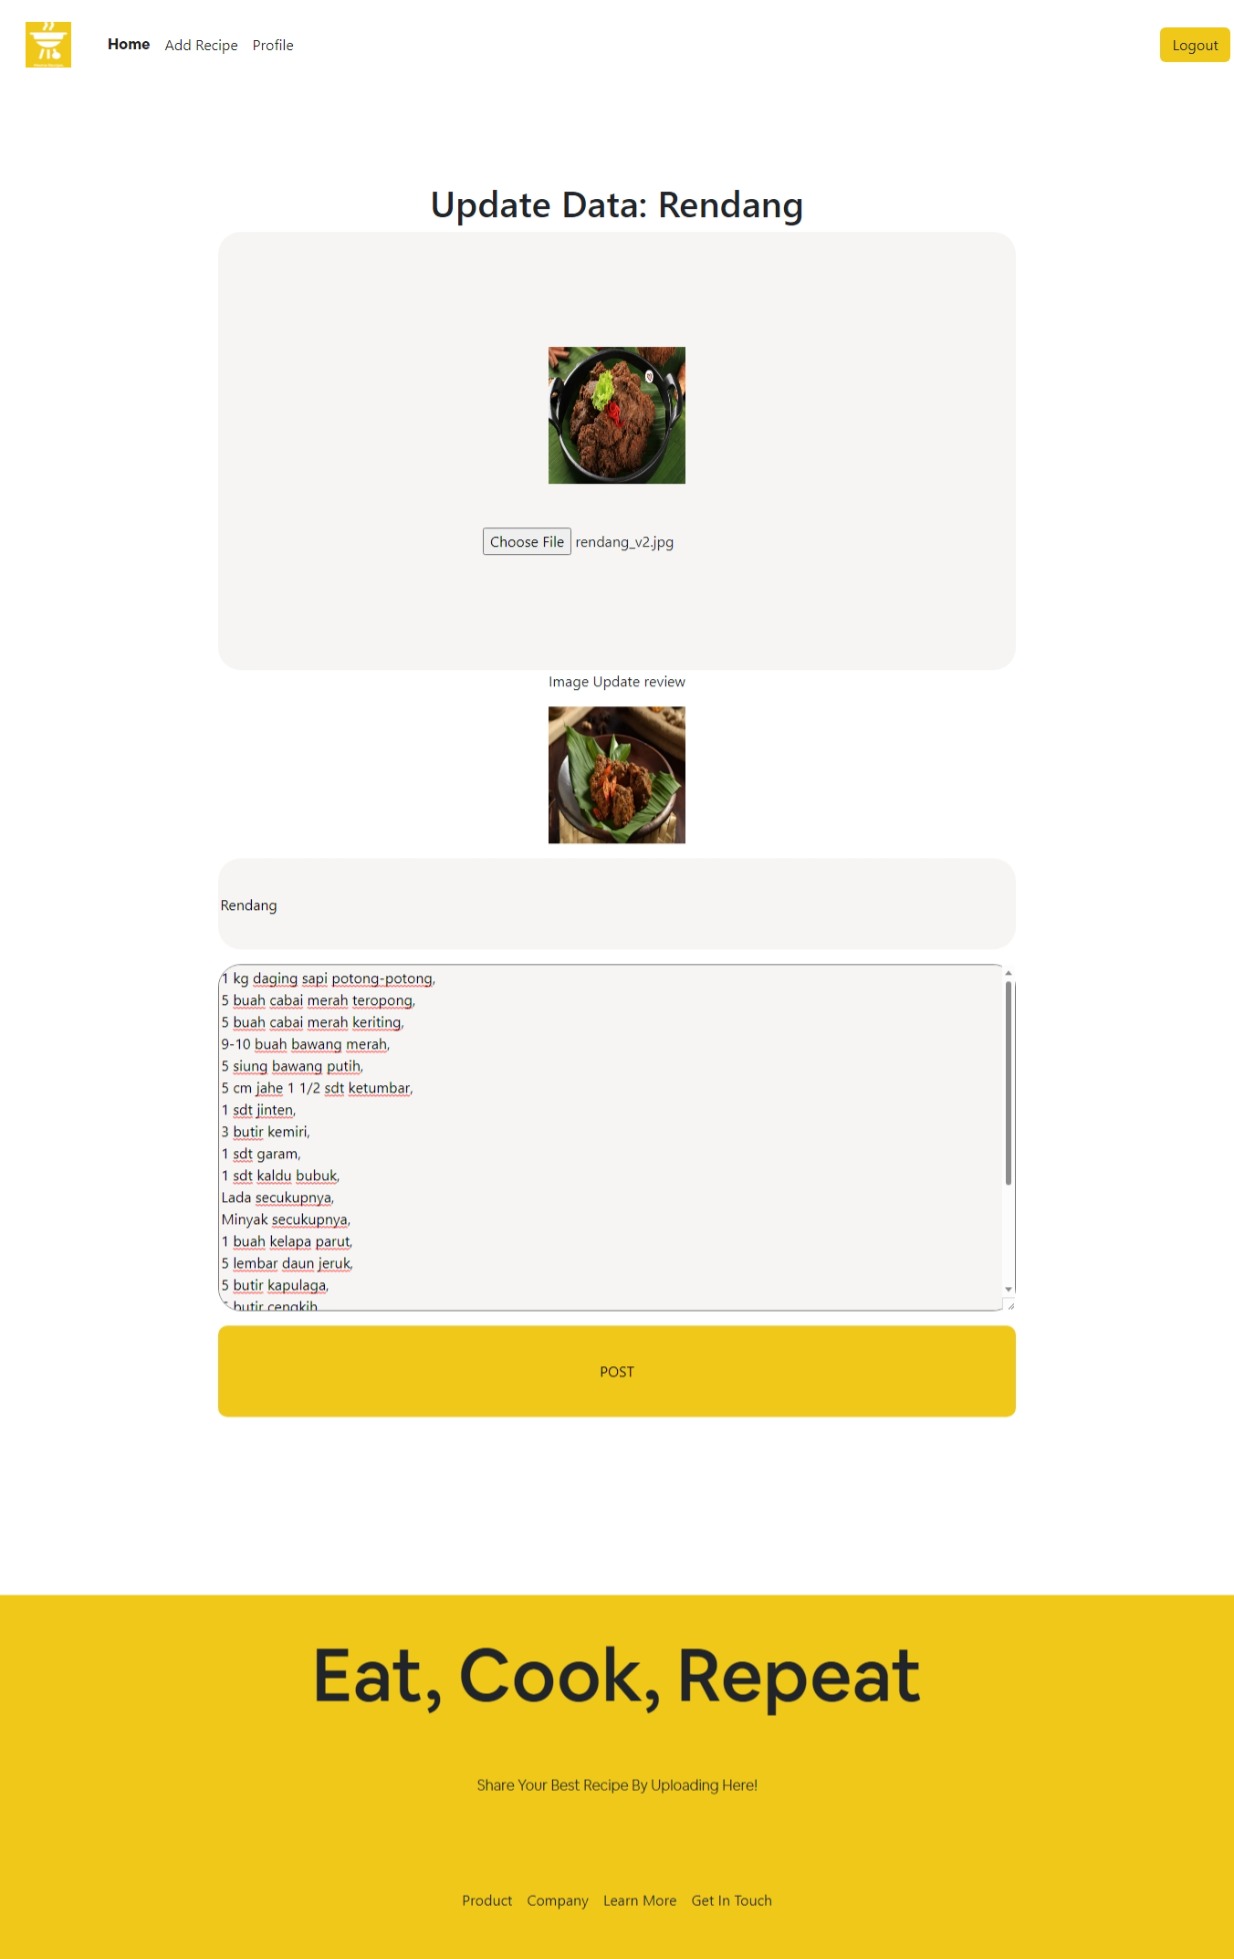 Home Add Recipe Profile Logout
Update Data: Rendang
Choose File rendang_v2.jpg
Image Update review
Rendang
1 kg daging sapi potong-potong,
5 buah cabai merah teropong,
5 buah cabai merah keriting,
9-10 buah bawang merah,
5 siung bawang putih,
5 cm jahe 1 1/2 sdt ketumbar,
1 sdt jinten,
3 butir kemiri,
1 sdt garam,
1 sdt kaldu bubuk,
Lada secukupnya,
Minyak secukupnya,
1 buah kelapa parut,
5 lembar daun jeruk,
5 butir kapulaga,
butir cengkih
POST
Eat, Cook, Repeat
Share Your Best Recipe By Uploading Here!
Product Company Learn More Get In Touch